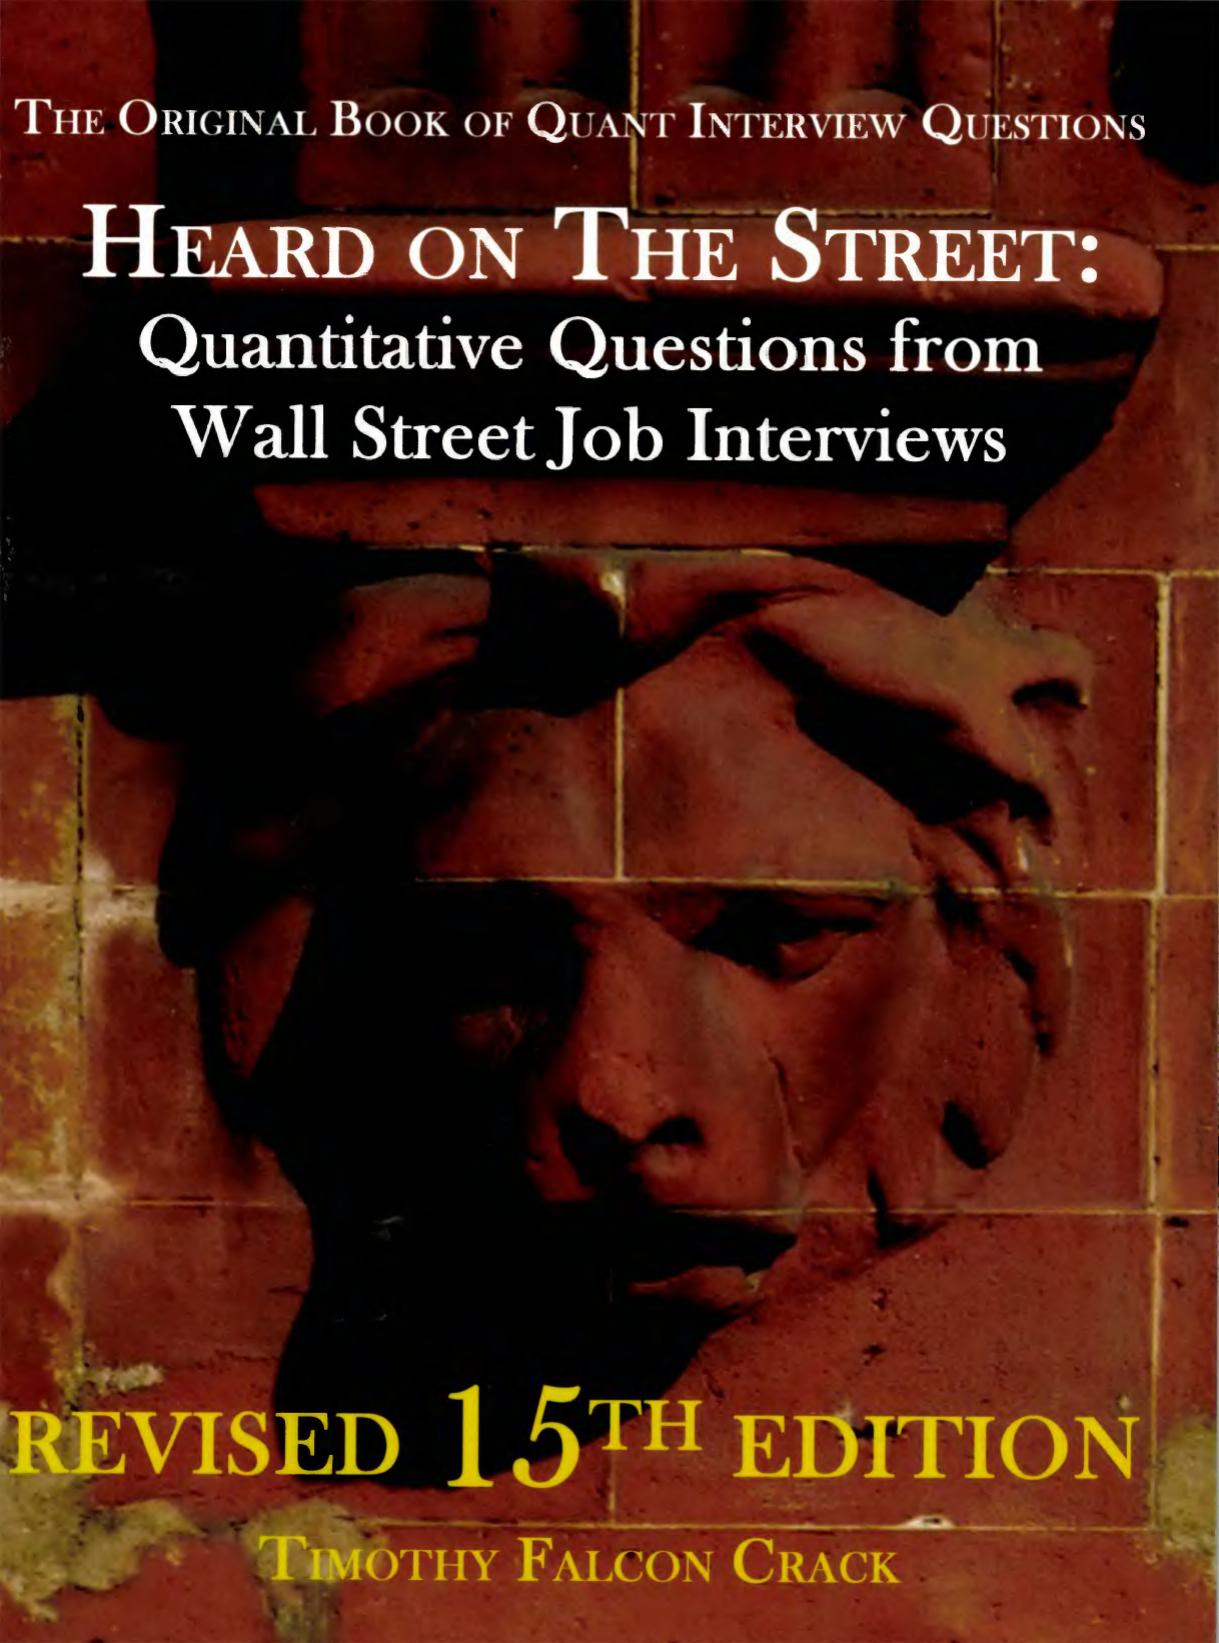 THE ORIGINAL BOOK OF QUANT INTERVIEW QUESTIONS
HEARD ON THE STREET:
Quantitative Questions from
Wall Street Job Interviews
REVISED 15TH EDITION
TIMOTHY FALCON CRACK